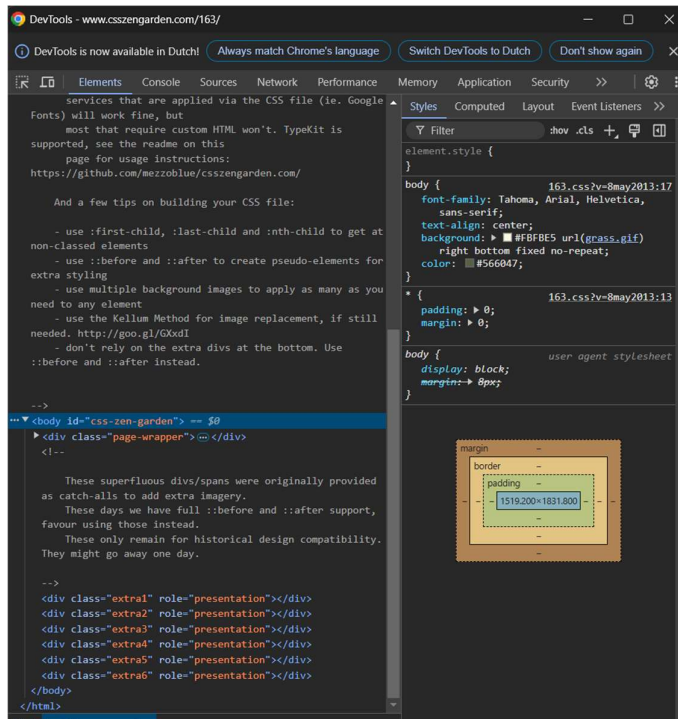 DevTools - www.csszengarden.com/163/
DevTools is now available in Dutch! Always match Chrome's language Switch DevTools to Dutch Don't show again
Elements Console Sources Network Performance Memory Application Security
services that are applied via the CSS file (ie. Google
Fonts) will work fine, but
most that require custom HTML won't. TypeKit is
supported, see the readme on this
page for usage instructions:
https://github.com/mezzoblue/csszengarden.com/
And a few tips on building your CSS file:
- use :first-child, :last-child and :nth-child to get at
non-classed elements
- use ::before and ::after to create pseudo-elements for
extra styling
- use multiple background images to apply as many as you
need to any element
- use the Kellum Method for image replacement, if still
needed. http://goo.gl/GXxdI
- don't rely on the extra divs at the bottom. Use
::before and ::after instead.
-->
<body id="css-zen-garden"> == $0
<div class="page-wrapper">…</div>
<!--
These superfluous divs/spans were originally provided
as catch-alls to add extra imagery.
These days we have full ::before and ::after support,
favour using those instead.
These only remain for historical design compatibility.
They might go away one day.
-->
<div class="extra1" role="presentation"></div>
<div class="extra2" role="presentation"></div>
<div class="extra3" role="presentation"></div>
<div class="extra4" role="presentation"></div>
<div class="extra5" role="presentation"></div>
<div class="extra6" role="presentation"></div>
</body>
</html>
Styles Computed Layout Event Listeners
Filter :hov .cls
element.style {
}
body { 163.css?v=8may2013:17
font-family: Tahoma, Arial, Helvetica,
sans-serif;
text-align: center;
background: #FBFBE5 url(grass.gif)
right bottom fixed no-repeat;
color: #566047;
}
* { 163.css?v=8may2013:13
padding: 0;
margin: 0;
}
body { user agent stylesheet
display: block;
margin: 8px;
}
margin -
border -
padding -
- - - 1519.200×1831.800 - - -
-
-
-